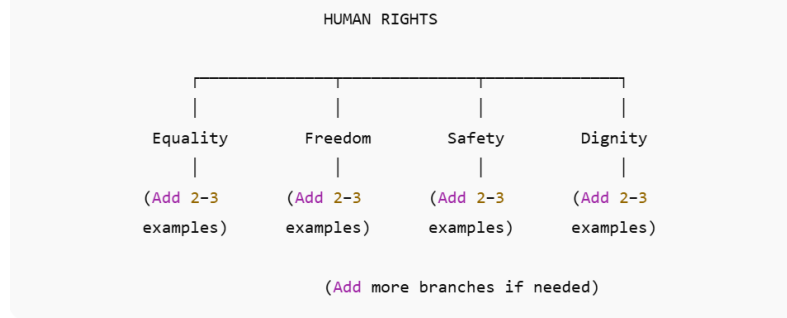 HUMAN RIGHTS
Equality Freedom Safety Dignity
(Add 2–3 (Add 2–3 (Add 2–3 (Add 2–3
examples) examples) examples) examples)
(Add more branches if needed)